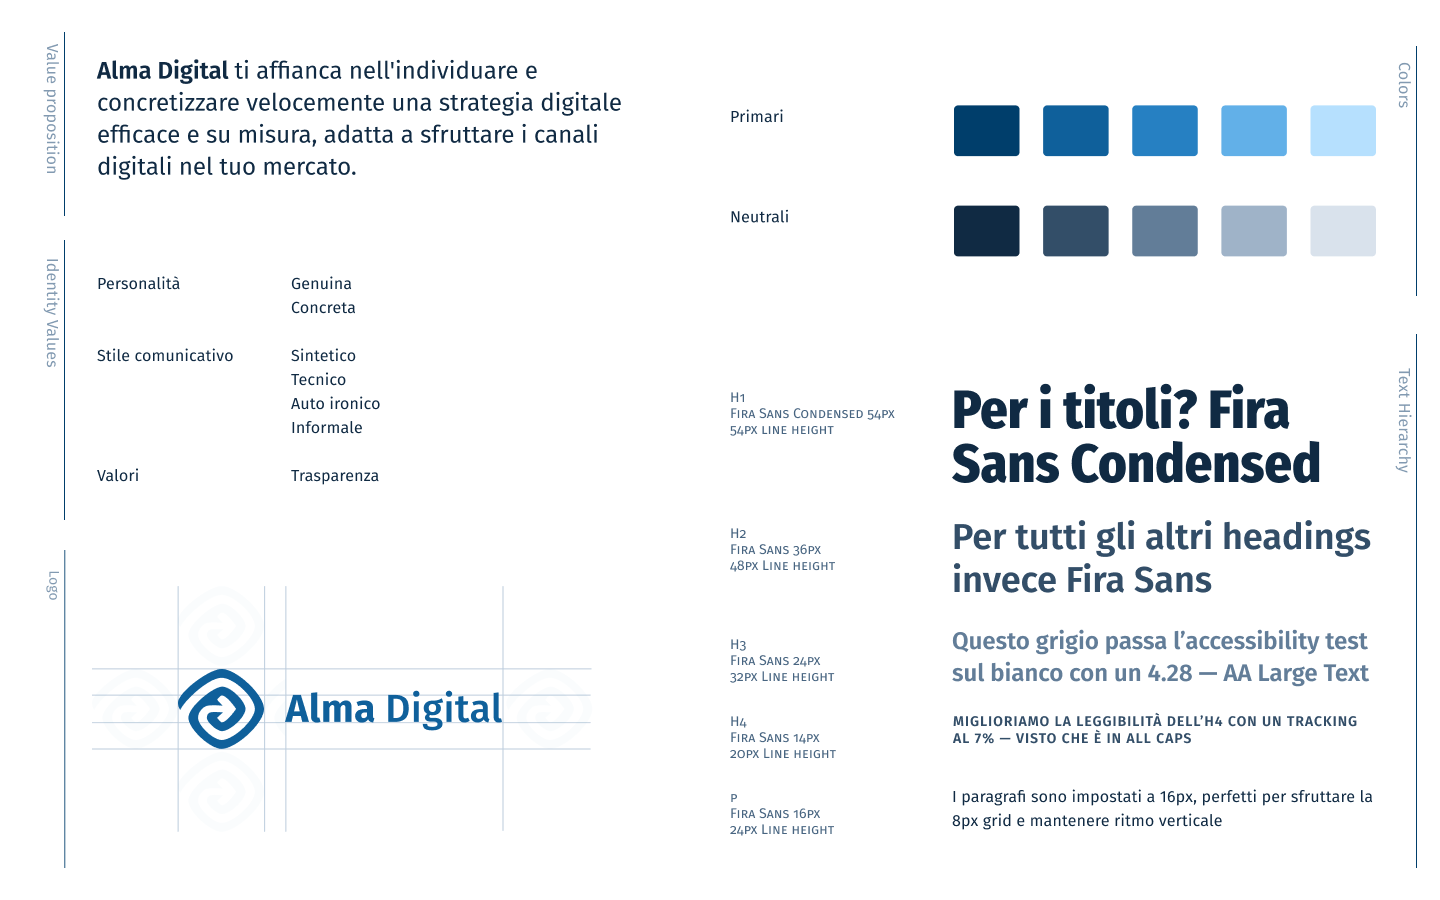 Value proposition
Alma Digital ti affianca nell'individuare e
concretizzare velocemente una strategia digitale
efficace e su misura, adatta a sfruttare i canali
digitali nel tuo mercato.
Identity Values
Personalità
Genuina
Concreta
Stile comunicativo
Sintetico
Tecnico
Auto ironico
Informale
Valori
Trasparenza
Logo
Alma Digital
Colors
Primari
Neutrali
Text Hierarchy
H1
Fira Sans Condensed 54px
54px line height
Per i titoli? Fira
Sans Condensed
H2
Fira Sans 36px
48px Line height
Per tutti gli altri headings
invece Fira Sans
H3
Fira Sans 24px
32px Line height
Questo grigio passa l’accessibility test
sul bianco con un 4.28 — AA Large Text
H4
Fira Sans 14px
20px Line height
MIGLIORIAMO LA LEGGIBILITÀ DELL’H4 CON UN TRACKING
AL 7% — VISTO CHE È IN ALL CAPS
P
Fira Sans 16px
24px Line height
I paragrafi sono impostati a 16px, perfetti per sfruttare la
8px grid e mantenere ritmo verticale